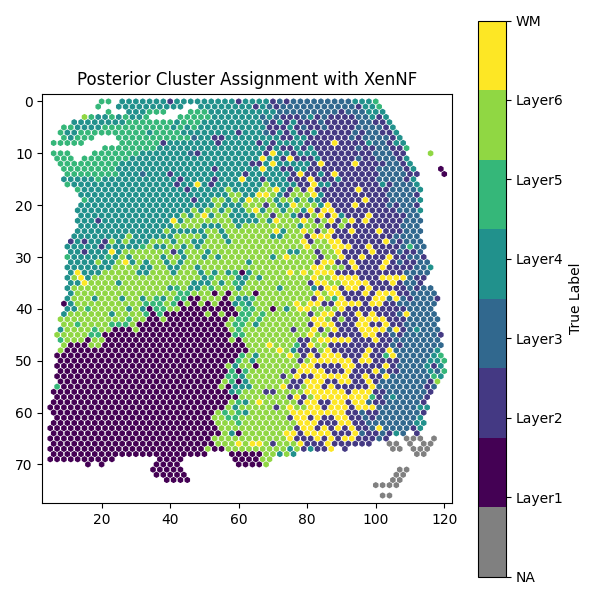 Posterior Cluster Assignment with XenNF
0
10
20
30
40
50
60
70
20
40
60
80
100
120
WM
Layer6
Layer5
Layer4
Layer3
Layer2
Layer1
NA
True Label